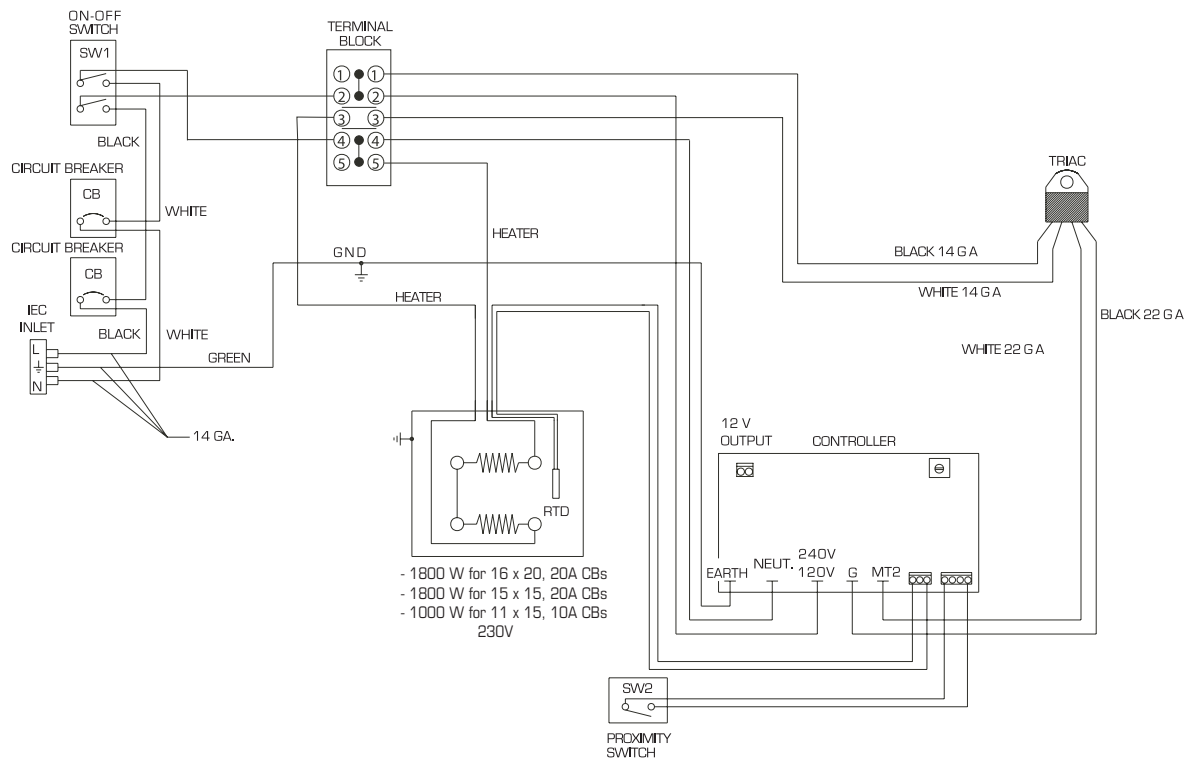 ON-OFF
SWITCH
SW1
TERMINAL
BLOCK
1 1
2 2
3 3
4 4
5 5
BLACK
CIRCUIT BREAKER
CB
WHITE
CIRCUIT BREAKER
CB
IEC
INLET
L
N
BLACK
WHITE
GREEN
14 GA.
GND
HEATER
HEATER
TRIAC
BLACK 14 GA
WHITE 14 GA
BLACK 22 GA
WHITE 22 GA
RTD
- 1800 W for 16 x 20, 20A CBs
- 1800 W for 15 x 15, 20A CBs
- 1000 W for 11 x 15, 10A CBs
230V
12 V
OUTPUT
CONTROLLER
EARTH
NEUT.
240V
120V
G
MT2
SW2
PROXIMITY
SWITCH